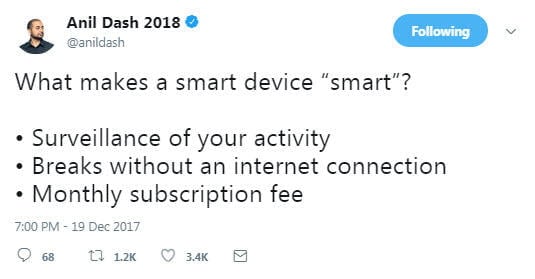 Anil Dash 2018
@anildash
Following
What makes a smart device “smart”?
• Surveillance of your activity
• Breaks without an internet connection
• Monthly subscription fee
7:00 PM - 19 Dec 2017
68 1.2K 3.4K